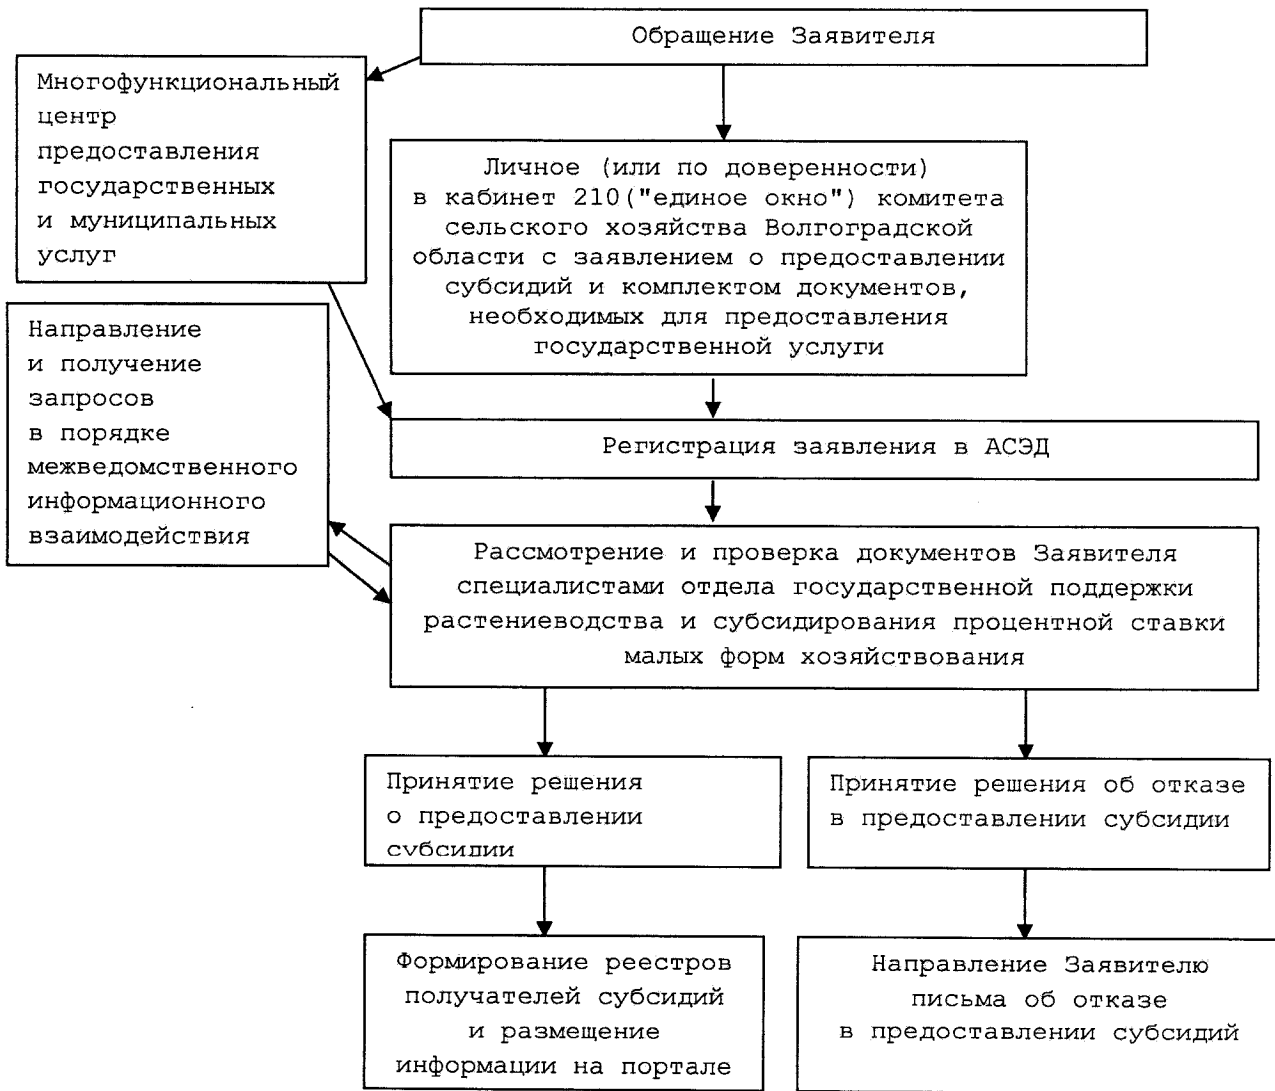 Обращение Заявителя
Многофункциональный
центр
предоставления
государственных
и муниципальных
услуг
Личное (или по доверенности)
в кабинет 210("единое окно") комитета
сельского хозяйства Волгоградской
области с заявлением о предоставлении
субсидий и комплектом документов,
необходимых для предоставления
государственной услуги
Направление
и получение
запросов
в порядке
межведомственного
информационного
взаимодействия
Регистрация заявления в АСЭД
Рассмотрение и проверка документов Заявителя
специалистами отдела государственной поддержки
растениеводства и субсидирования процентной ставки
малых форм хозяйствования
Принятие решения
о предоставлении
субсидии
Принятие решения об отказе
в предоставлении субсидии
Формирование реестров
получателей субсидий
и размещение
информации на портале
Направление Заявителю
письма об отказе
в предоставлении субсидий